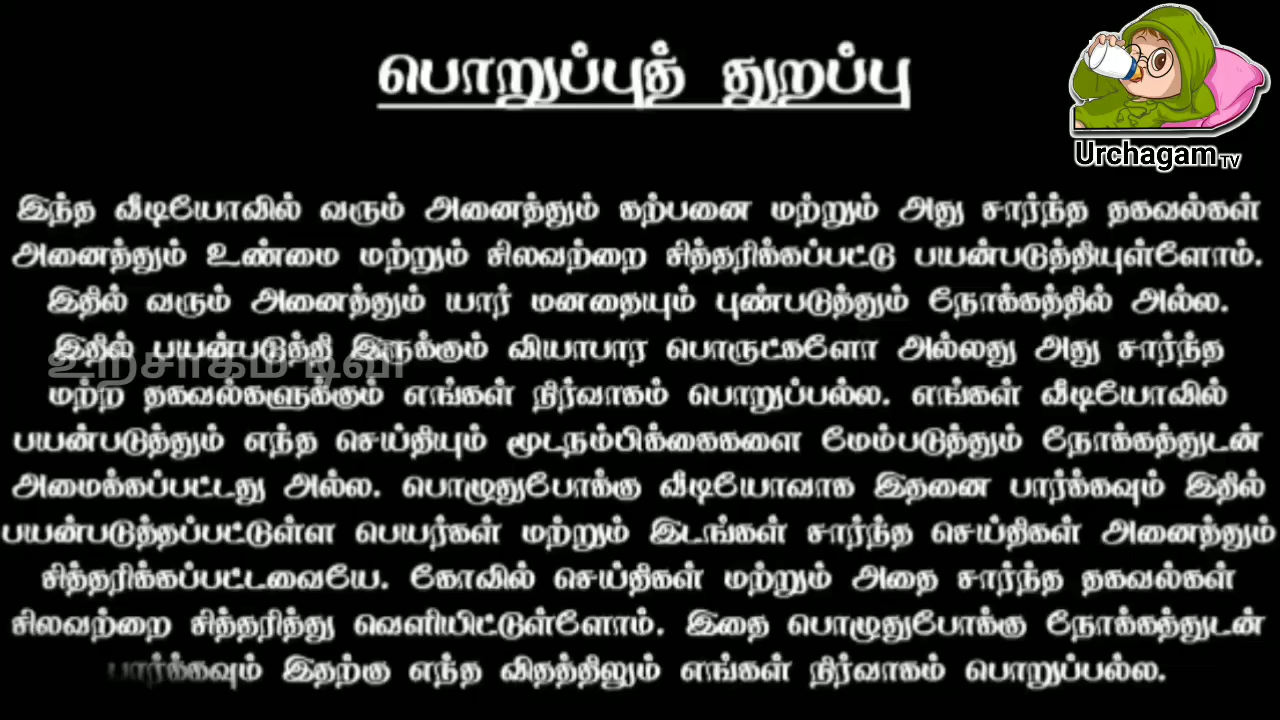 பொறுப்புத் துறப்பு
Urchagam TV
இந்த வீடியோவில் வரும் அனைத்தும் கற்பனை மற்றும் அது சார்ந்த தகவல்கள்
அனைத்தும் உண்மை மற்றும் சிலவற்றை சித்தரிக்கப்பட்டு பயன்படுத்தியுள்ளோம்.
இதில் வரும் அனைத்தும் யார் மனதையும் புண்படுத்தும் நோக்கத்தில் அல்ல.
இதில் பயன்படுத்தி இருக்கும் வியாபார பொருட்களோ அல்லது அது சார்ந்த
உற்சாகம் டிவி
மற்ற தகவல்களுக்கும் எங்கள் நிர்வாகம் பொறுப்பல்ல. எங்கள் வீடியோவில்
பயன்படுத்தும் எந்த செய்தியும் மூடநம்பிக்கைகளை மேம்படுத்தும் நோக்கத்துடன்
அமைக்கப்பட்டது அல்ல. பொழுதுபோக்கு வீடியோவாக இதனை பார்க்கவும் இதில்
பயன்படுத்தப்பட்டுள்ள பெயர்கள் மற்றும் இடங்கள் சார்ந்த செய்திகள் அனைத்தும்
சித்தரிக்கப்பட்டவையே. கோவில் செய்திகள் மற்றும் அதை சார்ந்த தகவல்கள்
சிலவற்றை சித்தரித்து வெளியிட்டுள்ளோம். இதை பொழுதுபோக்கு நோக்கத்துடன்
பார்க்கவும் இதற்கு எந்த விதத்திலும் எங்கள் நிர்வாகம் பொறுப்பல்ல.